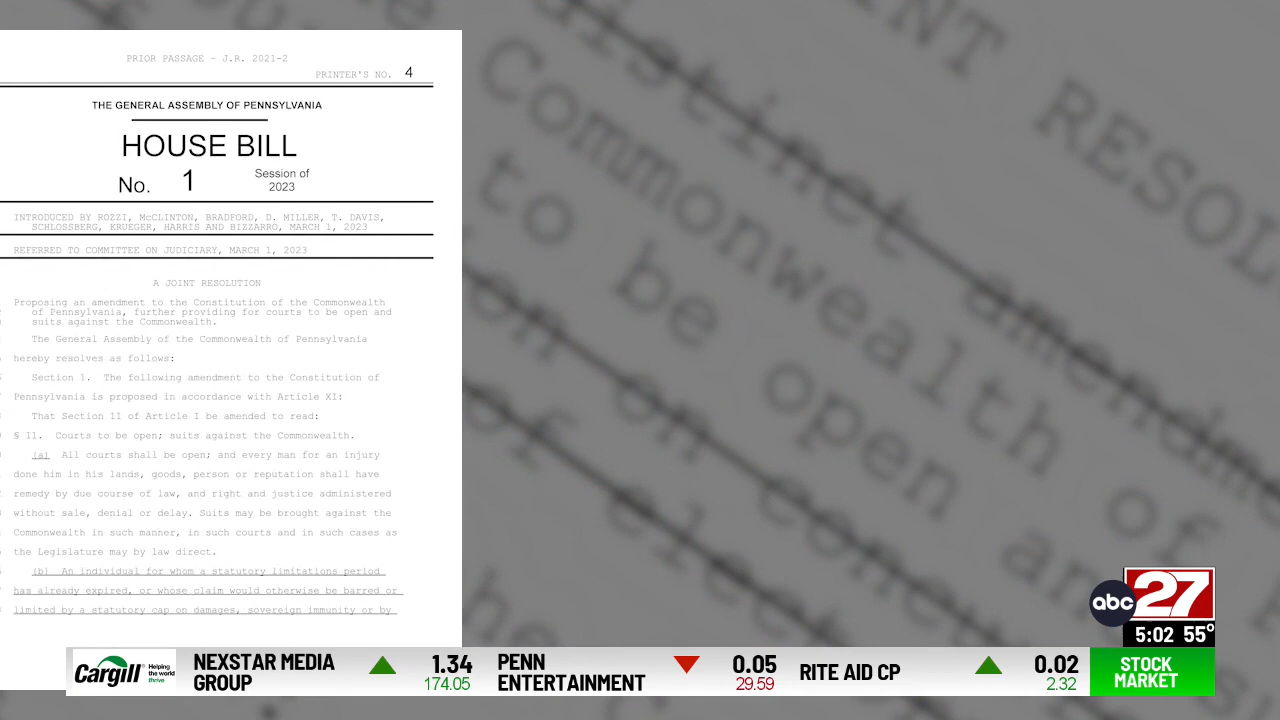 PRIOR PASSAGE - J.R. 2021-2
PRINTER'S NO. 4
THE GENERAL ASSEMBLY OF PENNSYLVANIA
HOUSE BILL
No. 1 Session of
2023
INTRODUCED BY ROZZI, McCLINTON, BRADFORD, D. MILLER, T. DAVIS,
SCHLOSSBERG, KRUEGER, HARRIS AND BIZZARRO, MARCH 1, 2023
REFERRED TO COMMITTEE ON JUDICIARY, MARCH 1, 2023
A JOINT RESOLUTION
Proposing an amendment to the Constitution of the Commonwealth
of Pennsylvania, further providing for courts to be open and
suits against the Commonwealth.
The General Assembly of the Commonwealth of Pennsylvania
hereby resolves as follows:
Section 1. The following amendment to the Constitution of
Pennsylvania is proposed in accordance with Article XI:
That Section 11 of Article I be amended to read:
§ 11. Courts to be open; suits against the Commonwealth.
(a) All courts shall be open; and every man for an injury
done him in his lands, goods, person or reputation shall have
remedy by due course of law, and right and justice administered
without sale, denial or delay. Suits may be brought against the
Commonwealth in such manner, in such courts and in such cases as
the Legislature may by law direct.
(b) An individual for whom a statutory limitations period
has already expired, or whose claim would otherwise be barred or
limited by a statutory cap on damages, sovereign immunity or by
INT RESOL
distinct amendme
Commonwealth of P
to be open an
on concu
of elect
abc 27
5:02 55°
Cargill Helping the world thrive
NEXSTAR MEDIA GROUP 1.34 174.05
PENN ENTERTAINMENT 0.05 29.59
RITE AID CP 0.02 2.32
STOCK MARKET